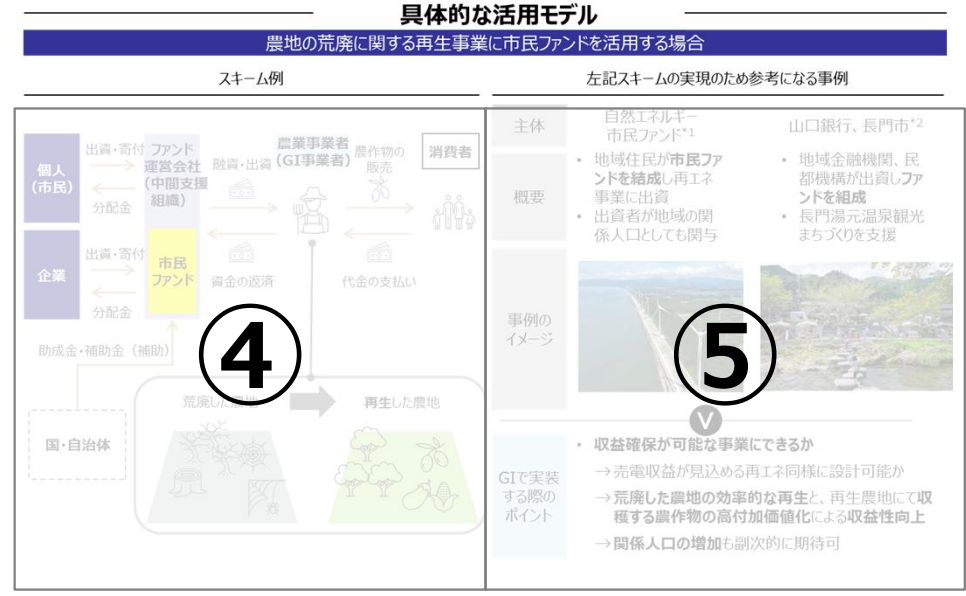 具体的な活用モデル
農地の荒廃に関する再生事業に市民ファンドを活用する場合
スキーム例
個人
(市民)
出資・寄付
分配金
ファンド
運営会社
(中間支援
組織)
融資・出資
農業事業者
(GI事業者)
農作物の
販売
消費者
企業
出資・寄付
分配金
市民
ファンド
資金の返済
代金の支払い
助成金・補助金（補助）
国・自治体
荒廃した農地
再生した農地
④
左記スキームの実現のため参考になる事例
主体
自然エネルギー
市民ファンド*1
山口銀行、長門市*2
概要
• 地域住民が市民ファ
ンドを結成し再エネ
事業に出資
• 出資者が地域の関
係人口としても関与
• 地域金融機関、民
都機構が出資しファ
ンドを組成
• 長門湯元温泉観光
まちづくりを支援
事例の
イメージ
⑤
V
GIで実装
する際の
ポイント
• 収益確保が可能な事業にできるか
→売電収益が見込める再エネ同様に設計可能か
→荒廃した農地の効率的な再生と、再生農地にて収
穫する農作物の高付加価値化による収益性向上
→関係人口の増加も副次的に期待可